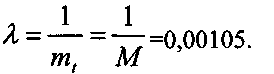 λ = 1/m_t = 1/M =0,00105.